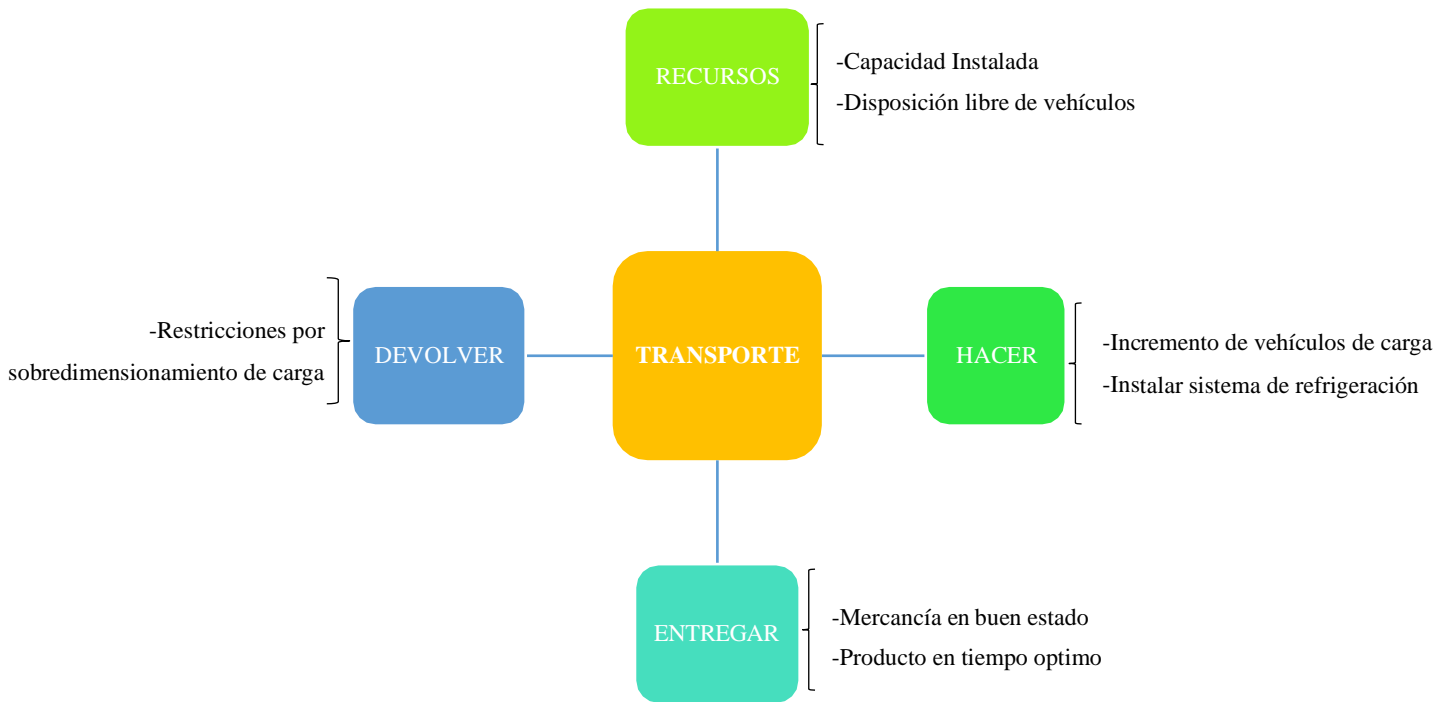 RECURSOS
-Capacidad Instalada
-Disposición libre de vehículos
-Restricciones por
sobredimensionamiento de carga
DEVOLVER
TRANSPORTE
HACER
-Incremento de vehículos de carga
-Instalar sistema de refrigeración
ENTREGAR
-Mercancía en buen estado
-Producto en tiempo optimo